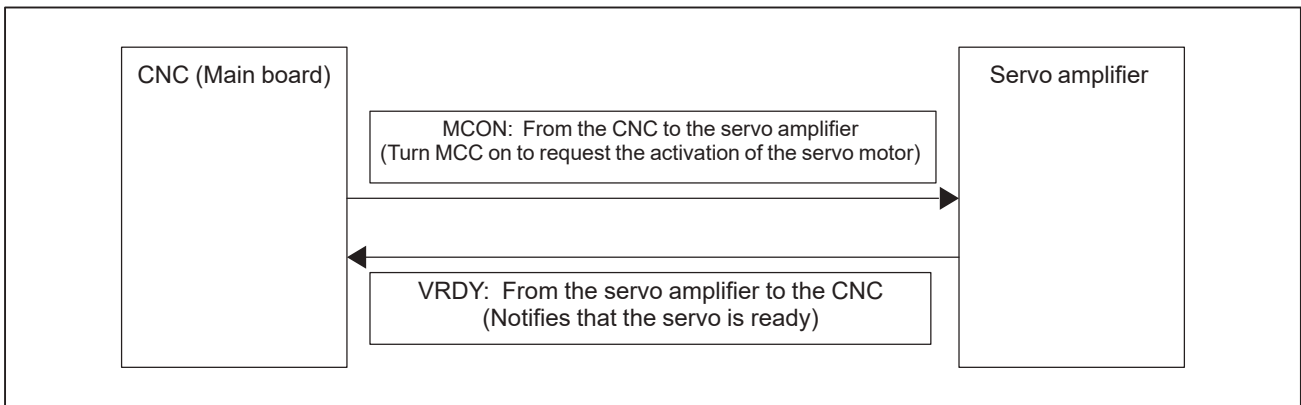 CNC (Main board)
Servo amplifier
MCON: From the CNC to the servo amplifier
(Turn MCC on to request the activation of the servo motor)
VRDY: From the servo amplifier to the CNC
(Notifies that the servo is ready)